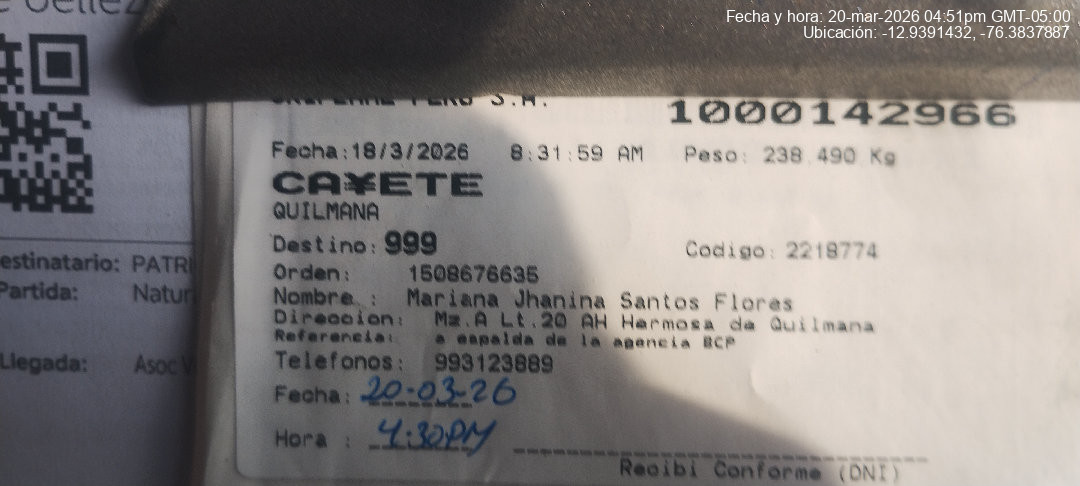 Fecha y hora: 20-mar-2026 04:51pm GMT-05:00
Ubicación: -12.9391432, -76.3837887
PERU S.A.
1000142966
Fecha:18/3/2026 8:31:59 AM Peso: 238.490 Kg
CA¥ETE
QUILMANA
Destino: 999 Codigo: 2218774
Orden: 1508676635
Nombre : Mariana Jhanina Santos Flores
Direccion: Mz.A Lt.20 AH Hermosa de Quilmana
Referencia: a espalda de la agencia BCP
Telefonos: 993123889
Fecha: 20-03-26
Hora : 4:30PM
Recibi Conforme (DNI)
estinatario: PATRI
Partida: Natur
Llegada: Asoc V